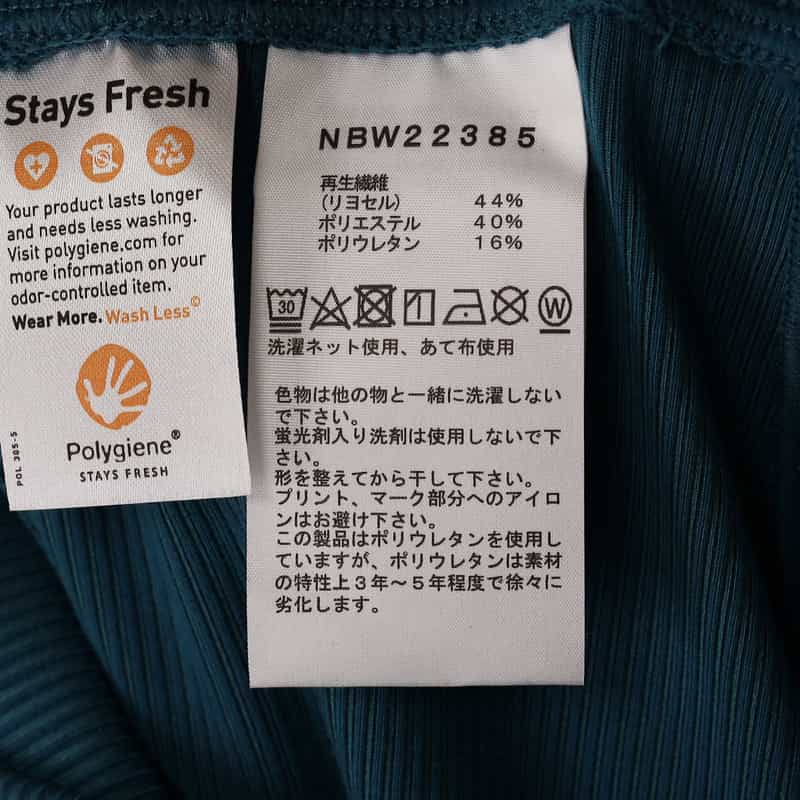 Stays Fresh
Your product lasts longer
and needs less washing.
Visit polygiene.com for
more information on your
odor-controlled item.
Wear More. Wash Less©
Polygiene®
STAYS FRESH
POL 305-5
NBW22385
再生繊維
(リヨセル) 44%
ポリエステル 40%
ポリウレタン 16%
30
W
洗濯ネット使用、あて布使用
色物は他の物と一緒に洗濯しない
で下さい。
蛍光剤入り洗剤は使用しないで下
さい。
形を整えてから干して下さい。
プリント、マーク部分へのアイロ
ンはお避け下さい。
この製品はポリウレタンを使用し
ていますが、ポリウレタンは素材
の特性上3年～5年程度で徐々に
劣化します。